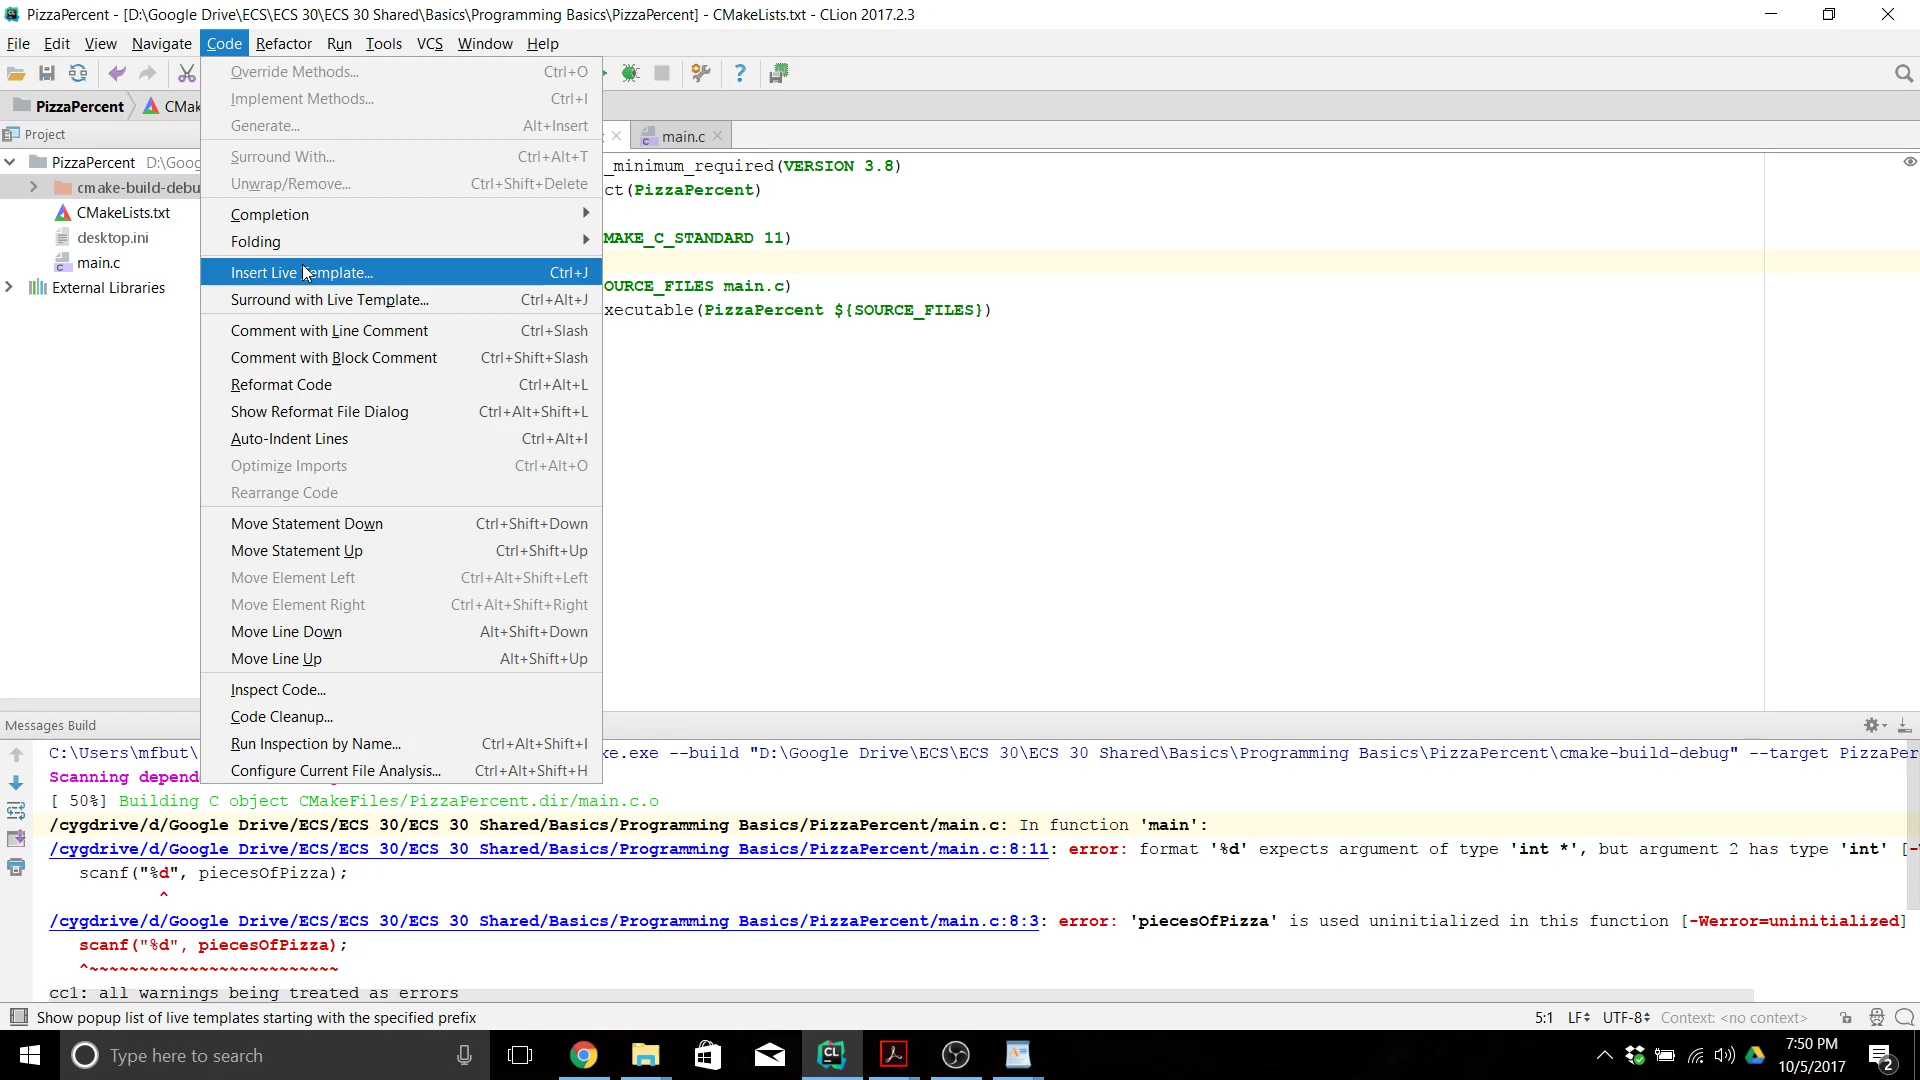 PizzaPercent - [D:\Google Drive\ECS\ECS 30\ECS 30 Shared\Basics\Programming Basics\PizzaPercent] - CMakeLists.txt - CLion 2017.2.3
File Edit View Navigate Code Refactor Run Tools VCS Window Help
PizzaPercent CMak
Project
main.c
PizzaPercent D:\Goog
cmake-build-debu
CMakeLists.txt
desktop.ini
main.c
External Libraries
Override Methods... Ctrl+O
Implement Methods... Ctrl+I
Generate... Alt+Insert
Surround With... Ctrl+Alt+T
Unwrap/Remove... Ctrl+Shift+Delete
Completion
Folding
Insert Live Template... Ctrl+J
Surround with Live Template... Ctrl+Alt+J
Comment with Line Comment Ctrl+Slash
Comment with Block Comment Ctrl+Shift+Slash
Reformat Code Ctrl+Alt+L
Show Reformat File Dialog Ctrl+Alt+Shift+L
Auto-Indent Lines Ctrl+Alt+I
Optimize Imports Ctrl+Alt+O
Rearrange Code
Move Statement Down Ctrl+Shift+Down
Move Statement Up Ctrl+Shift+Up
Move Element Left Ctrl+Alt+Shift+Left
Move Element Right Ctrl+Alt+Shift+Right
Move Line Down Alt+Shift+Down
Move Line Up Alt+Shift+Up
Inspect Code...
Code Cleanup...
Run Inspection by Name... Ctrl+Alt+Shift+I
Configure Current File Analysis... Ctrl+Alt+Shift+H
_minimum_required(VERSION 3.8)
ct(PizzaPercent)
MAKE_C_STANDARD 11)
OURCE_FILES main.c)
xecutable(PizzaPercent ${SOURCE_FILES})
Messages Build
C:\Users\mfbut\ ke.exe --build "D:\Google Drive\ECS\ECS 30\ECS 30 Shared\Basics\Programming Basics\PizzaPercent\cmake-build-debug" --target PizzaPer
Scanning depend
[ 50%] Building C object CMakeFiles/PizzaPercent.dir/main.c.o
/cygdrive/d/Google Drive/ECS/ECS 30/ECS 30 Shared/Basics/Programming Basics/PizzaPercent/main.c: In function 'main':
/cygdrive/d/Google Drive/ECS/ECS 30/ECS 30 Shared/Basics/Programming Basics/PizzaPercent/main.c:8:11: error: format '%d' expects argument of type 'int *', but argument 2 has type 'int' [-
scanf("%d", piecesOfPizza);
^
/cygdrive/d/Google Drive/ECS/ECS 30/ECS 30 Shared/Basics/Programming Basics/PizzaPercent/main.c:8:3: error: 'piecesOfPizza' is used uninitialized in this function [-Werror=uninitialized]
scanf("%d", piecesOfPizza);
^~~~~~~~~~~~~~~~~~~~~~~~~~
cc1: all warnings being treated as errors
Show popup list of live templates starting with the specified prefix 5:1 LF UTF-8 Context: <no context>
Type here to search
7:50 PM
10/5/2017
2